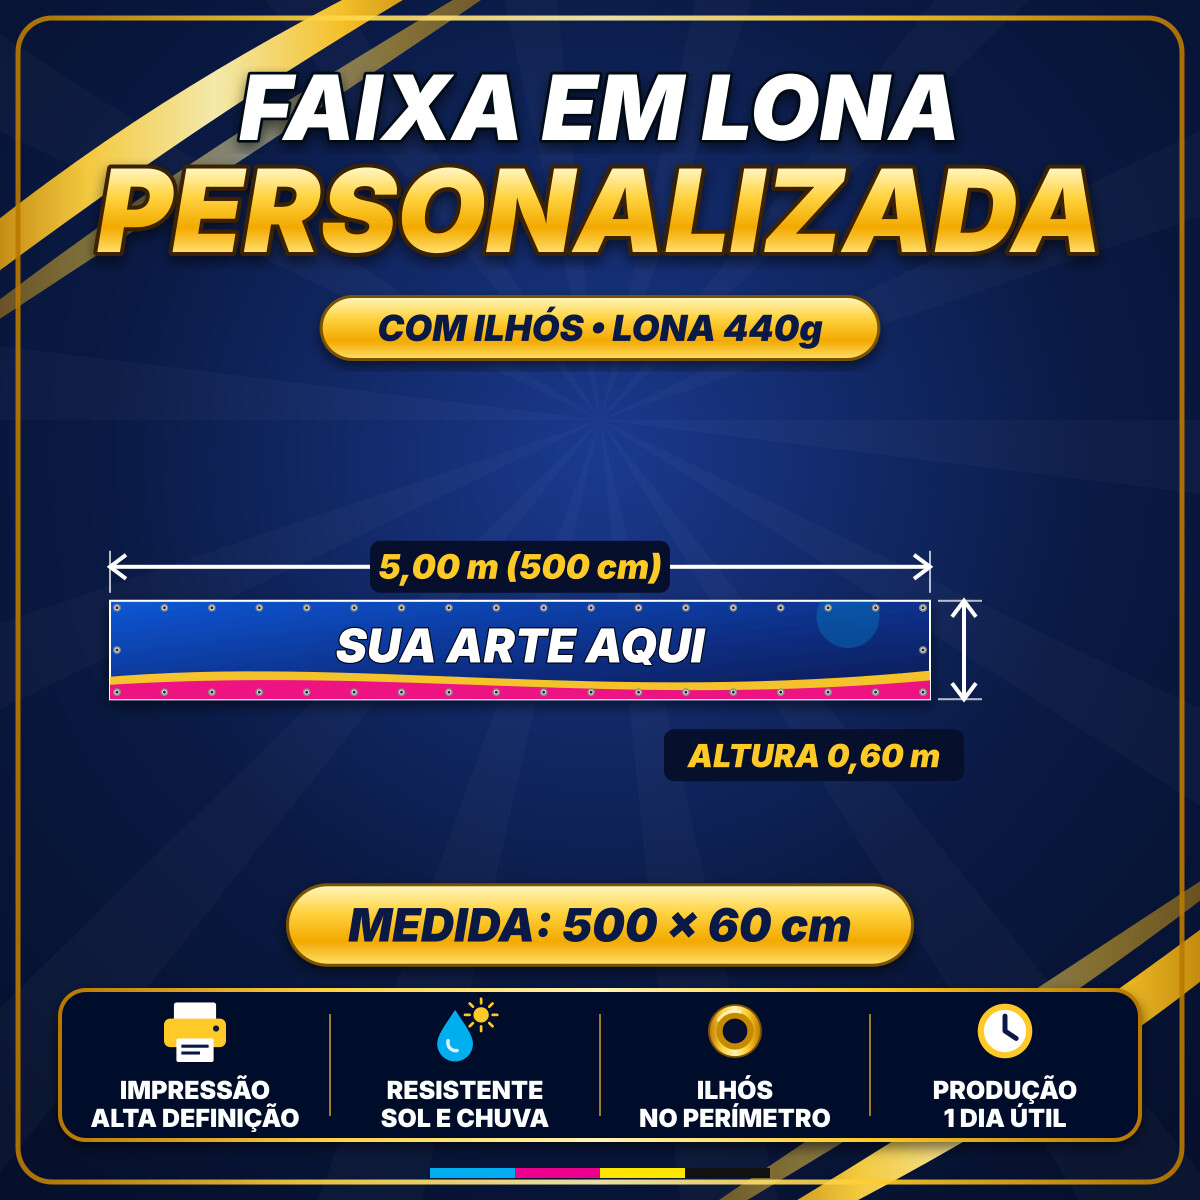 FAIXA EM LONA
PERSONALIZADA
COM ILHÓS • LONA 440g
5,00 m (500 cm)
SUA ARTE AQUI
ALTURA 0,60 m
MEDIDA: 500 × 60 cm
IMPRESSÃO
ALTA DEFINIÇÃO
RESISTENTE
SOL E CHUVA
ILHÓS
NO PERÍMETRO
PRODUÇÃO
1 DIA ÚTIL